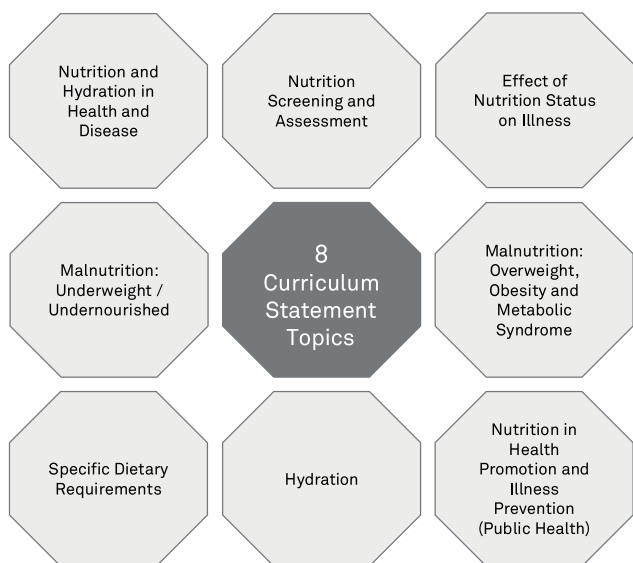 Nutrition and
Hydration in
Health and
Disease
Nutrition
Screening and
Assessment
Effect of
Nutrition Status
on Illness
Malnutrition:
Underweight /
Undernourished
8
Curriculum
Statement
Topics
Malnutrition:
Overweight,
Obesity and
Metabolic
Syndrome
Specific Dietary
Requirements
Hydration
Nutrition in
Health
Promotion and
Illness
Prevention
(Public Health)